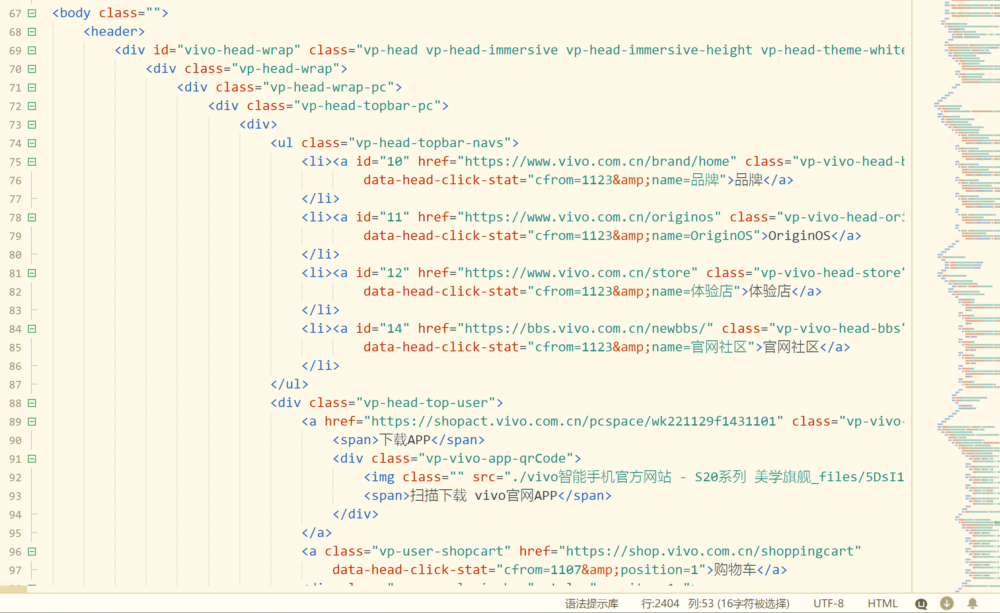 67 <body class="">
68 <header>
69 <div id="vivo-head-wrap" class="vp-head vp-head-immersive vp-head-immersive-height vp-head-theme-white
70 <div class="vp-head-wrap">
71 <div class="vp-head-wrap-pc">
72 <div class="vp-head-topbar-pc">
73 <div>
74 <ul class="vp-head-topbar-navs">
75 <li><a id="10" href="https://www.vivo.com.cn/brand/home" class="vp-vivo-head-b
76 data-head-click-stat="cfrom=1123&amp;name=品牌">品牌</a>
77 </li>
78 <li><a id="11" href="https://www.vivo.com.cn/originos" class="vp-vivo-head-ori
79 data-head-click-stat="cfrom=1123&amp;name=OriginOS">OriginOS</a>
80 </li>
81 <li><a id="12" href="https://www.vivo.com.cn/store" class="vp-vivo-head-store"
82 data-head-click-stat="cfrom=1123&amp;name=体验店">体验店</a>
83 </li>
84 <li><a id="14" href="https://bbs.vivo.com.cn/newbbs/" class="vp-vivo-head-bbs"
85 data-head-click-stat="cfrom=1123&amp;name=官网社区">官网社区</a>
86 </li>
87 </ul>
88 <div class="vp-head-top-user">
89 <a href="https://shopact.vivo.com.cn/pcspace/wk221129f1431101" class="vp-vivo-
90 <span>下载APP</span>
91 <div class="vp-vivo-app-qrCode">
92 <img class="" src="./vivo智能手机官方网站 - S20系列 美学旗舰_files/5DsI1
93 <span>扫描下载 vivo官网APP</span>
94 </div>
95 </a>
96 <a class="vp-user-shopcart" href="https://shop.vivo.com.cn/shoppingcart"
97 data-head-click-stat="cfrom=1107&amp;position=1">购物车</a>
语法提示库 行:2404 列:53 (16字符被选择) UTF-8 HTML